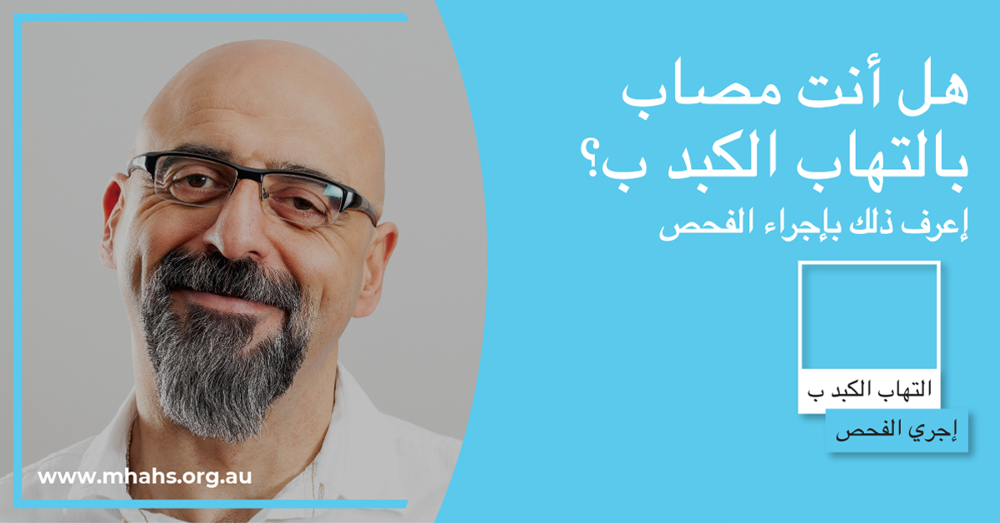 هل أنت مصاب
بالتهاب الكبد ب؟
إعرف ذلك بإجراء الفحص
التهاب الكبد ب
إجري الفحص
www.mhahs.org.au